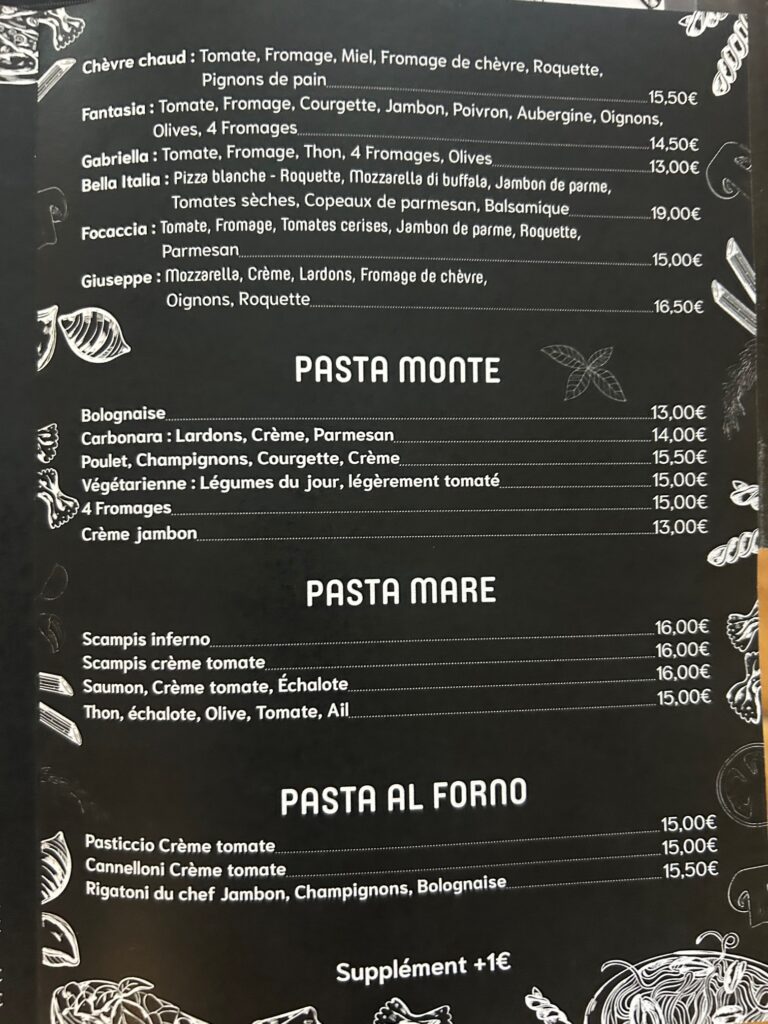 Chèvre chaud : Tomate, Fromage, Miel, Fromage de chèvre, Roquette,
Pignons de pain 15,50€
Fantasia : Tomate, Fromage, Courgette, Jambon, Poivron, Aubergine, Oignons,
Olives, 4 Fromages 14,50€
Gabriella : Tomate, Fromage, Thon, 4 Fromages, Olives 13,00€
Bella Italia : Pizza blanche - Roquette, Mozzarella di buffala, Jambon de parme,
Tomates sèches, Copeaux de parmesan, Balsamique 19,00€
Focaccia : Tomate, Fromage, Tomates cerises, Jambon de parme, Roquette,
Parmesan 15,00€
Giuseppe : Mozzarella, Crème, Lardons, Fromage de chèvre,
Oignons, Roquette 16,50€
PASTA MONTE
Bolognaise 13,00€
Carbonara : Lardons, Crème, Parmesan 14,00€
Poulet, Champignons, Courgette, Crème 15,50€
Végétarienne : Légumes du jour, légèrement tomaté 15,00€
4 Fromages 15,00€
Crème jambon 13,00€
PASTA MARE
Scampis inferno 16,00€
Scampis crème tomate 16,00€
Saumon, Crème tomate, Échalote 16,00€
Thon, échalote, Olive, Tomate, Ail 15,00€
PASTA AL FORNO
Pasticcio Crème tomate 15,00€
Cannelloni Crème tomate 15,00€
Rigatoni du chef Jambon, Champignons, Bolognaise 15,50€
Supplément +1€